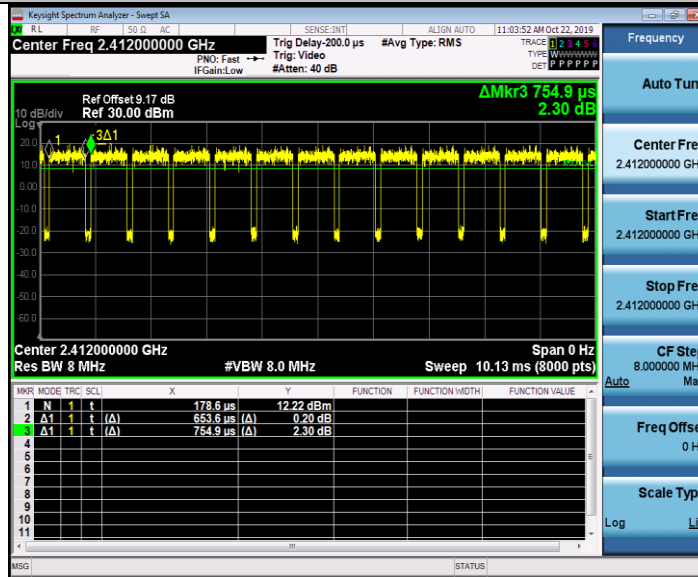 Keysight Spectrum Analyzer - Swept SA
RL RF 50 Ω AC SENSE:INT ALIGN AUTO 11:03:52 AM Oct 22, 2019
Center Freq 2.412000000 GHz
PNO: Fast
IFGain:Low
Trig Delay-200.0 µs
Trig: Video
#Atten: 40 dB
#Avg Type: RMS
TRACE 1 2 3 4 5 6
TYPE W
DET P P P P P P
Ref Offset 9.17 dB
10 dB/div Ref 30.00 dBm
Log
ΔMkr3 754.9 µs
2.30 dB
20.0
10.0
0.00
-10.0
-20.0
-30.0
-40.0
-50.0
-60.0
1
3Δ1
Center 2.412000000 GHz Span 0 Hz
Res BW 8 MHz #VBW 8.0 MHz Sweep 10.13 ms (8000 pts)
MKR MODE TRC SCL X Y FUNCTION FUNCTION WIDTH FUNCTION VALUE
1 N 1 t 178.6 µs 12.22 dBm
2 Δ1 1 t (Δ) 653.6 µs (Δ) 0.20 dB
3 Δ1 1 t (Δ) 754.9 µs (Δ) 2.30 dB
4
5
6
7
8
9
10
11
MSG STATUS
Frequency
Auto Tun
Center Fre
2.412000000 GH
Start Fre
2.412000000 GH
Stop Fre
2.412000000 GH
CF Ste
8.000000 MH
Auto Ma
Freq Offse
0 H
Scale Typ
Log Li